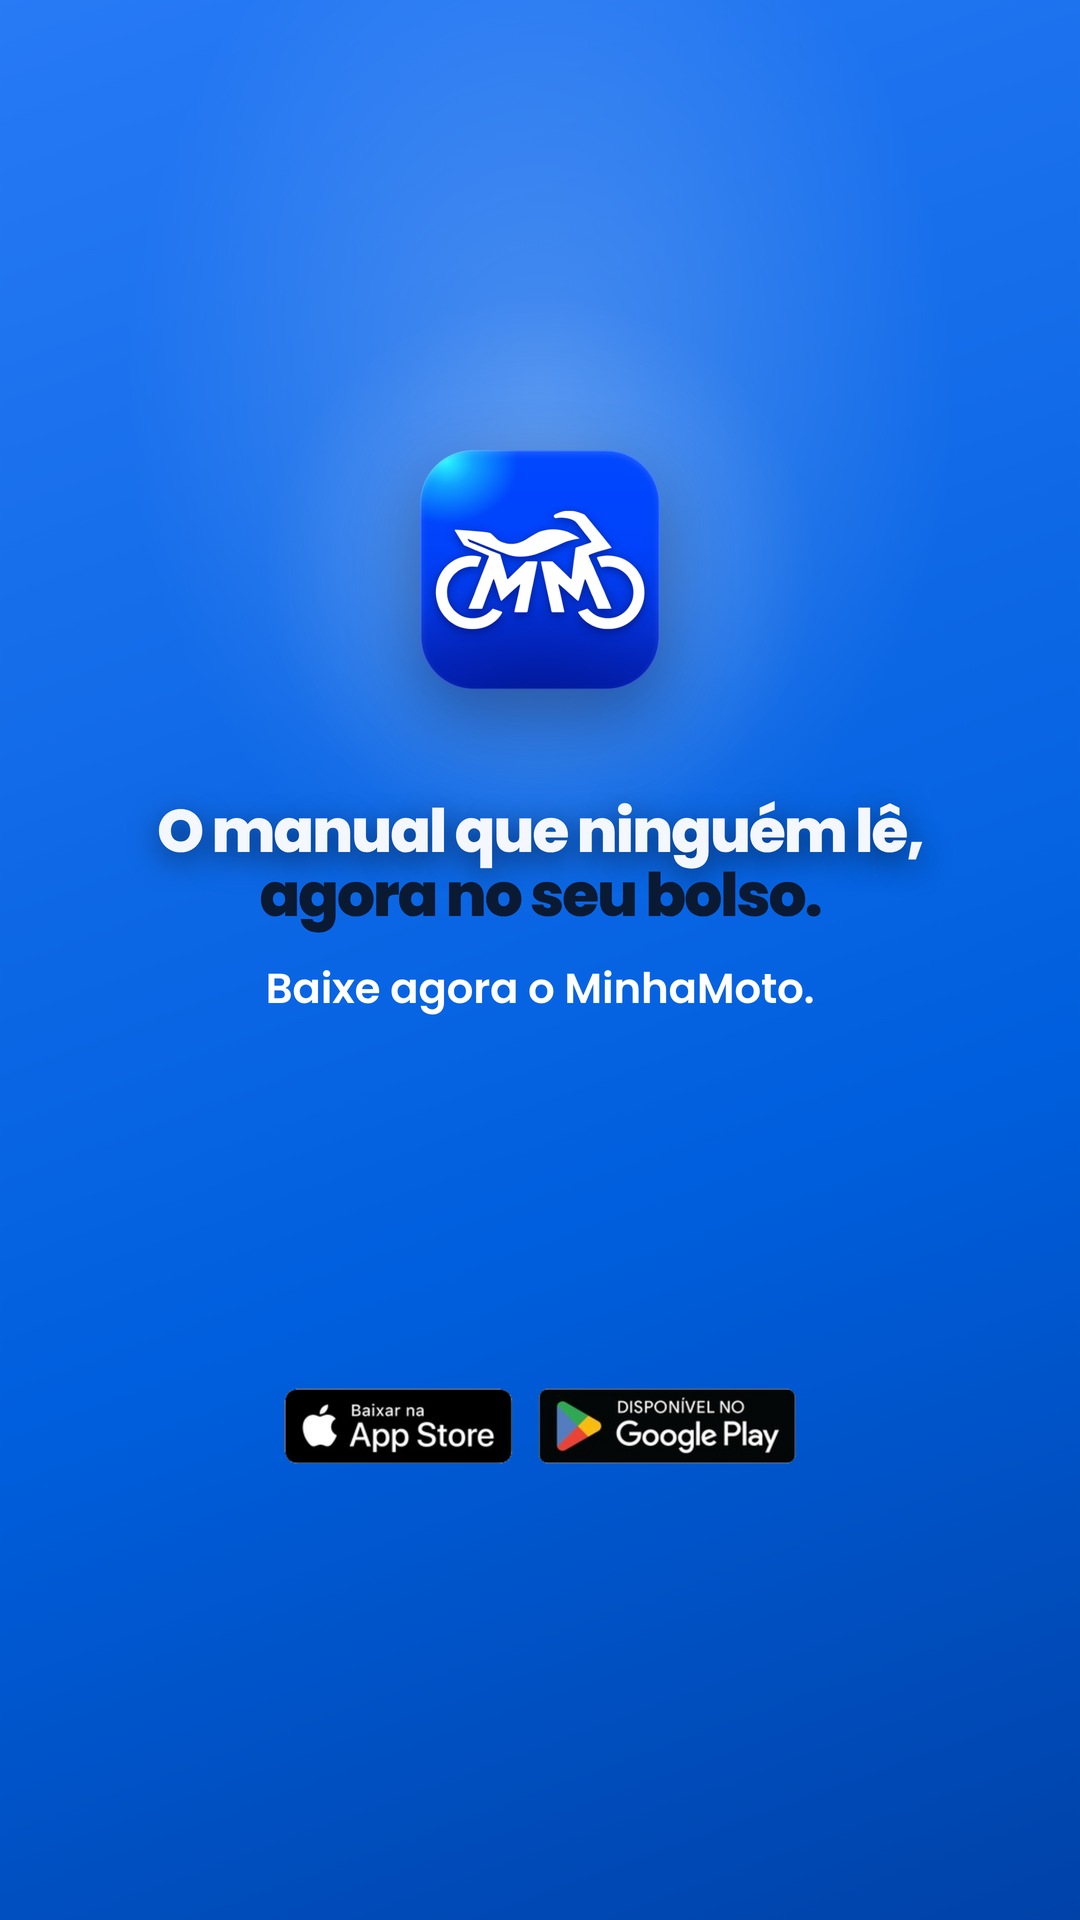 MM
O manual que ninguém lê,
agora no seu bolso.
Baixe agora o MinhaMoto.
Baixar na
App Store
DISPONÍVEL NO
Google Play